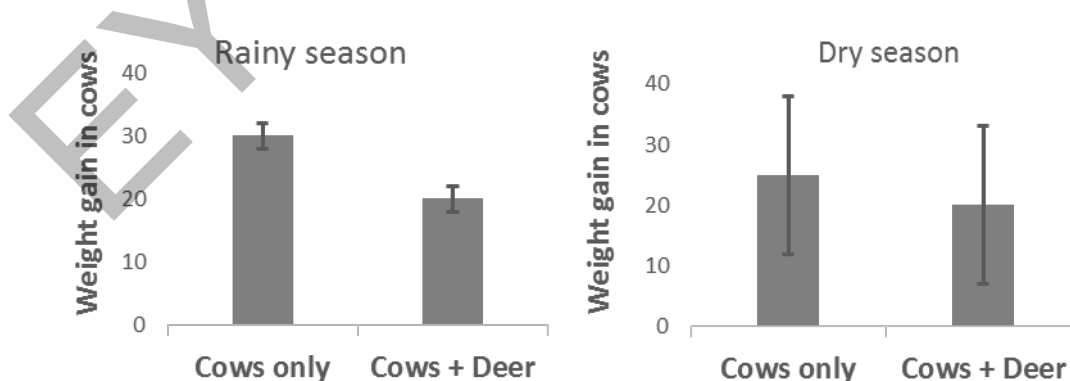 EY
Rainy season
Weight gain in cows
40
30
20
10
0
Cows only
Cows + Deer
Dry season
Weight gain in cows
40
30
20
10
0
Cows only
Cows + Deer